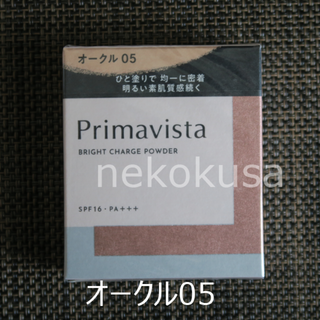 オークル 05
ひと塗りで 均一に密着
明るい素肌質感続く
Primavista
BRIGHT CHARGE POWDER
nekokusa
SPF16・PA+++
オークル05